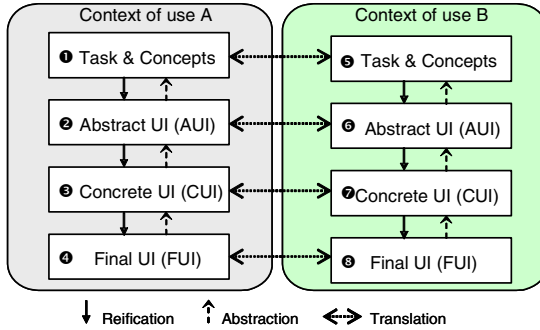 Context of use A
Context of use B
❶ Task & Concepts
❺ Task & Concepts
❷ Abstract UI (AUI)
❻ Abstract UI (AUI)
❸ Concrete UI (CUI)
❼Concrete UI (CUI)
❹ Final UI (FUI)
❽ Final UI (FUI)
Reification
Abstraction
Translation